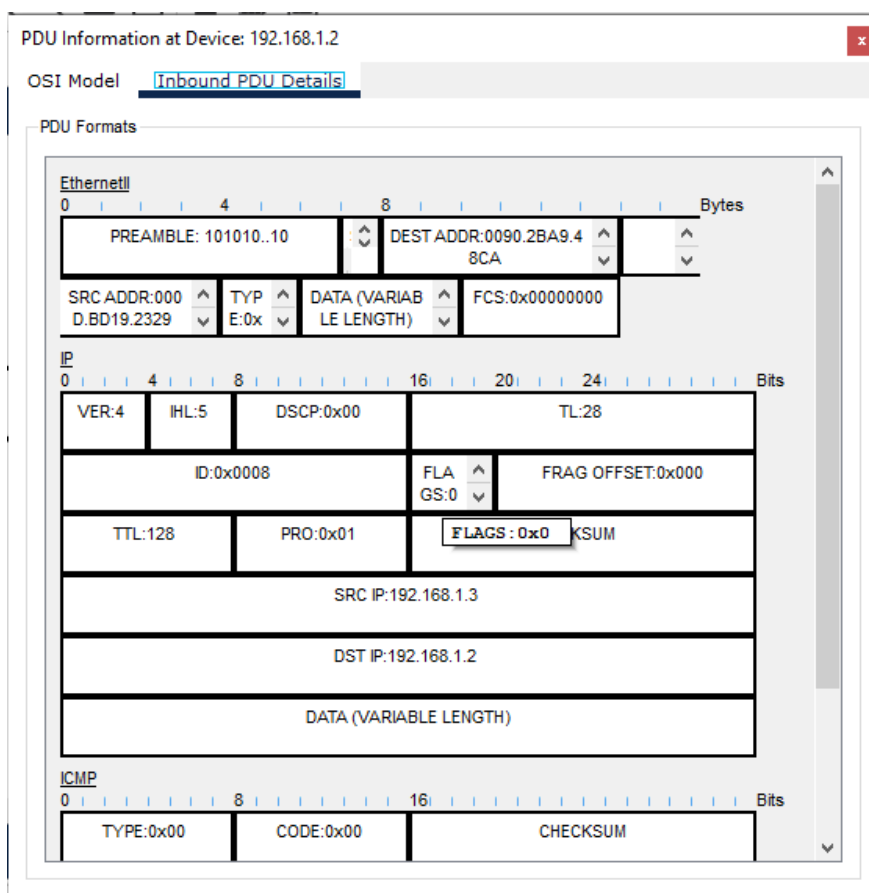 PDU Information at Device: 192.168.1.2
x
OSI Model Inbound PDU Details
PDU Formats
EthernetII
0 4 8 Bytes
PREAMBLE: 101010..10
DEST ADDR:0090.2BA9.4
8CA
SRC ADDR:000
D.BD19.2329
TYP
E:0x
DATA (VARIAB
LE LENGTH)
FCS:0x00000000
IP
0 4 8 16 20 24 Bits
VER:4 IHL:5 DSCP:0x00 TL:28
ID:0x0008
FLA
GS:0
FRAG OFFSET:0x000
TTL:128 PRO:0x01 KSUM
FLAGS: 0x0
SRC IP:192.168.1.3
DST IP:192.168.1.2
DATA (VARIABLE LENGTH)
ICMP
0 8 16 Bits
TYPE:0x00 CODE:0x00 CHECKSUM